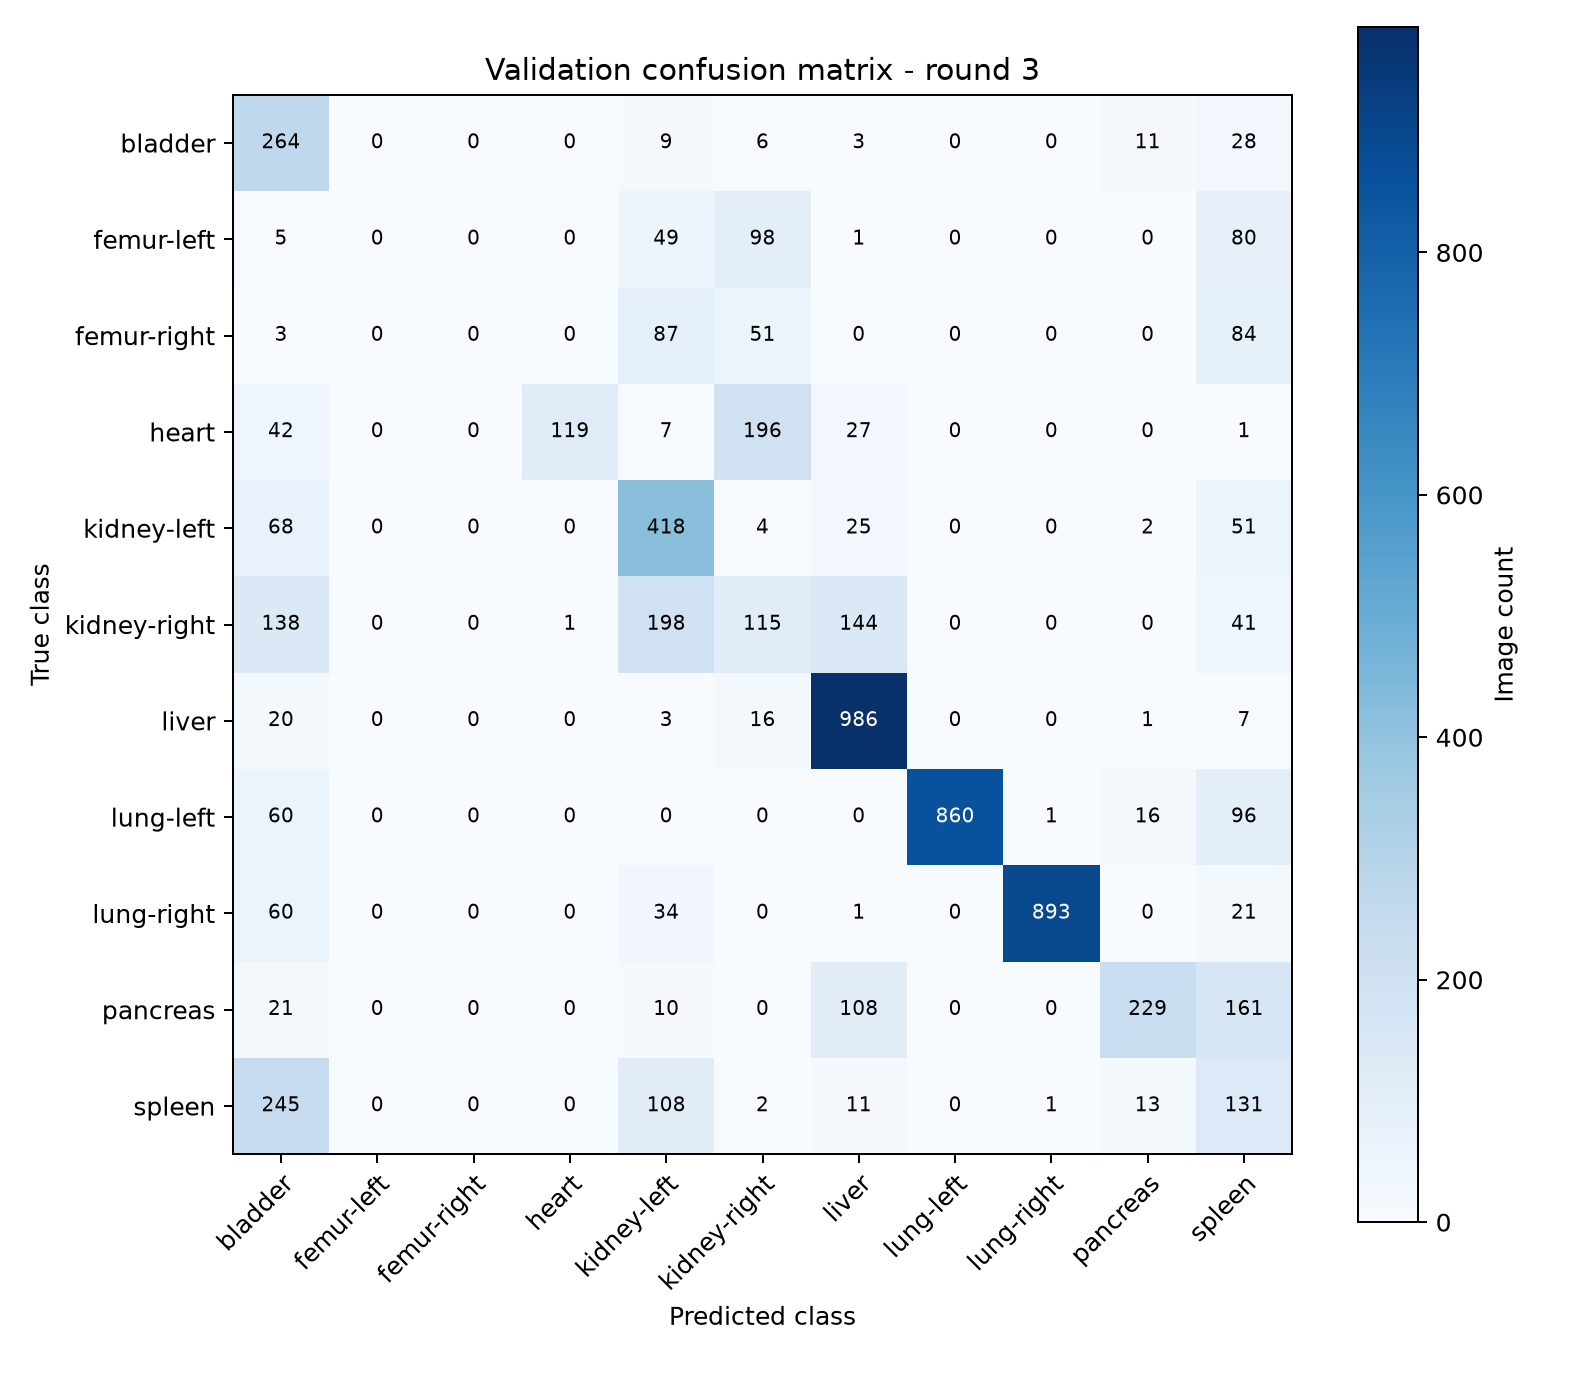 Validation confusion matrix - round 3
True class
bladder 264 0 0 0 9 6 3 0 0 11 28
femur-left 5 0 0 0 49 98 1 0 0 0 80
femur-right 3 0 0 0 87 51 0 0 0 0 84
heart 42 0 0 119 7 196 27 0 0 0 1
kidney-left 68 0 0 0 418 4 25 0 0 2 51
kidney-right 138 0 0 1 198 115 144 0 0 0 41
liver 20 0 0 0 3 16 986 0 0 1 7
lung-left 60 0 0 0 0 0 0 860 1 16 96
lung-right 60 0 0 0 34 0 1 0 893 0 21
pancreas 21 0 0 0 10 0 108 0 0 229 161
spleen 245 0 0 0 108 2 11 0 1 13 131
bladder femur-left femur-right heart kidney-left kidney-right liver lung-left lung-right pancreas spleen
Predicted class
800
600
400
200
0
Image count